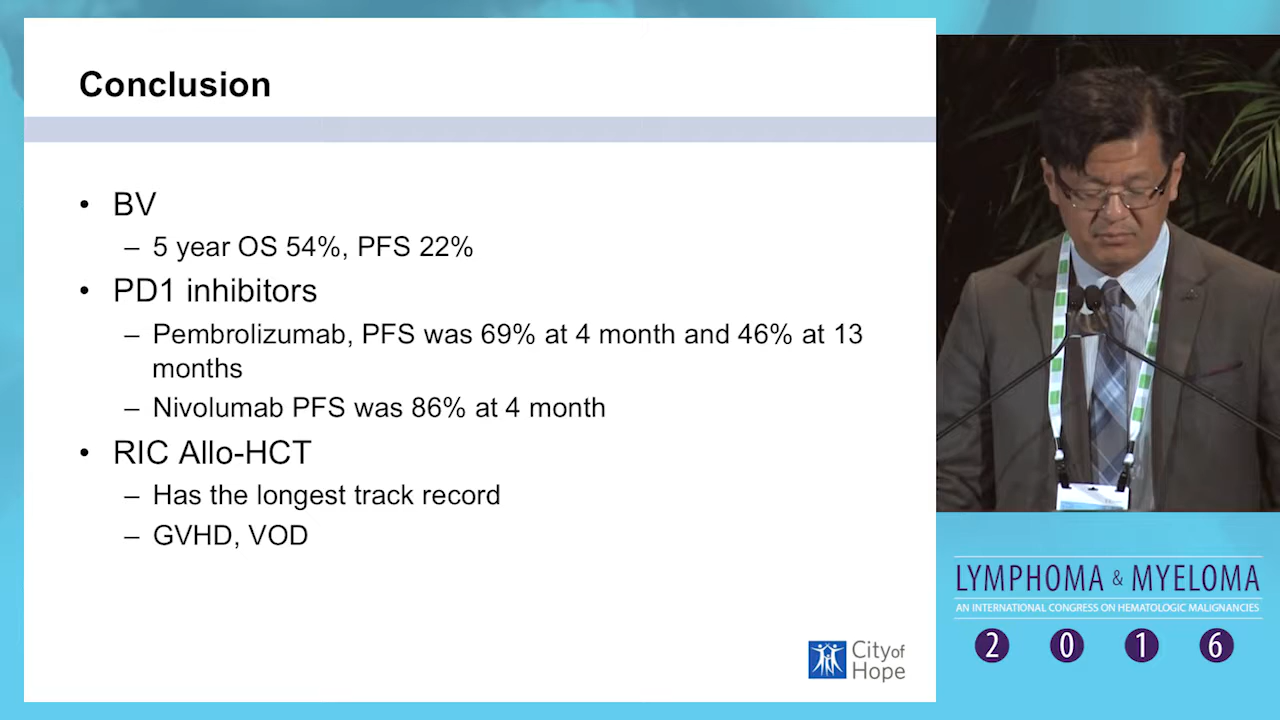 Conclusion
• BV
– 5 year OS 54%, PFS 22%
• PD1 inhibitors
– Pembrolizumab, PFS was 69% at 4 month and 46% at 13
months
– Nivolumab PFS was 86% at 4 month
• RIC Allo-HCT
– Has the longest track record
– GVHD, VOD
City of
Hope
LYMPHOMA & MYELOMA
AN INTERNATIONAL CONGRESS ON HEMATOLOGIC MALIGNANCIES
2 0 1 6